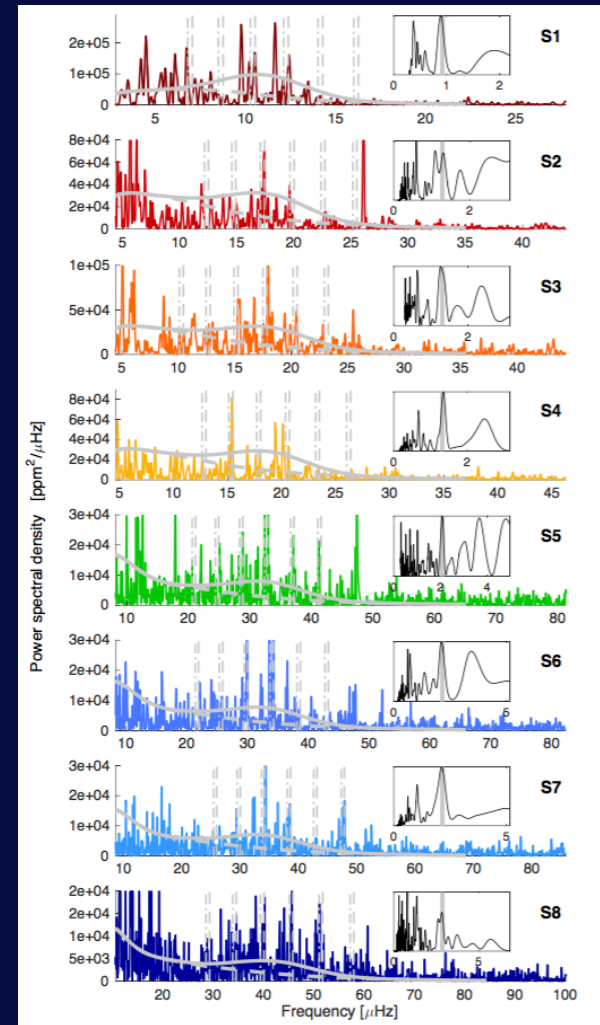 Power spectral density [ppm²/μHz]
S1
2e+05
1e+05
0
5 10 15 20 25
0 1 2
S2
8e+04
6e+04
4e+04
2e+04
0
5 10 15 20 25 30 35 40
0 2
S3
1e+05
5e+04
0
5 10 15 20 25 30 35 40
0 2
S4
8e+04
6e+04
4e+04
2e+04
0
5 10 15 20 25 30 35 40 45
0 2
S5
3e+04
2e+04
1e+04
0
10 20 30 40 50 60 70 80
0 2 4
S6
3e+04
2e+04
1e+04
0
10 20 30 40 50 60 70 80
0 5
S7
3e+04
2e+04
1e+04
0
10 20 30 40 50 60 70 80
0 5
S8
2e+04
2e+04
1e+04
5e+03
0
20 30 40 50 60 70 80 90 100
0 5
Frequency [μHz]